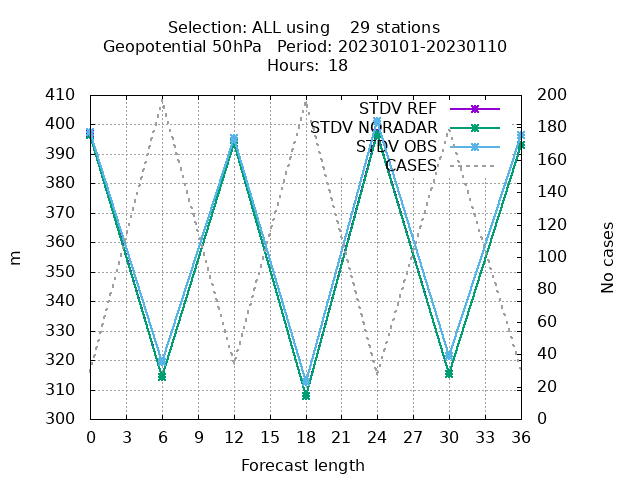 Selection: ALL using    29 stations
Geopotential 50hPa   Period: 20230101-20230110
Hours:  18
STDV REF
STDV NORADAR
STDV OBS
CASES
410
400
390
380
370
360
350
340
330
320
310
300
m
200
180
160
140
120
100
80
60
40
20
0
No cases
0 3 6 9 12 15 18 21 24 27 30 33 36
Forecast length